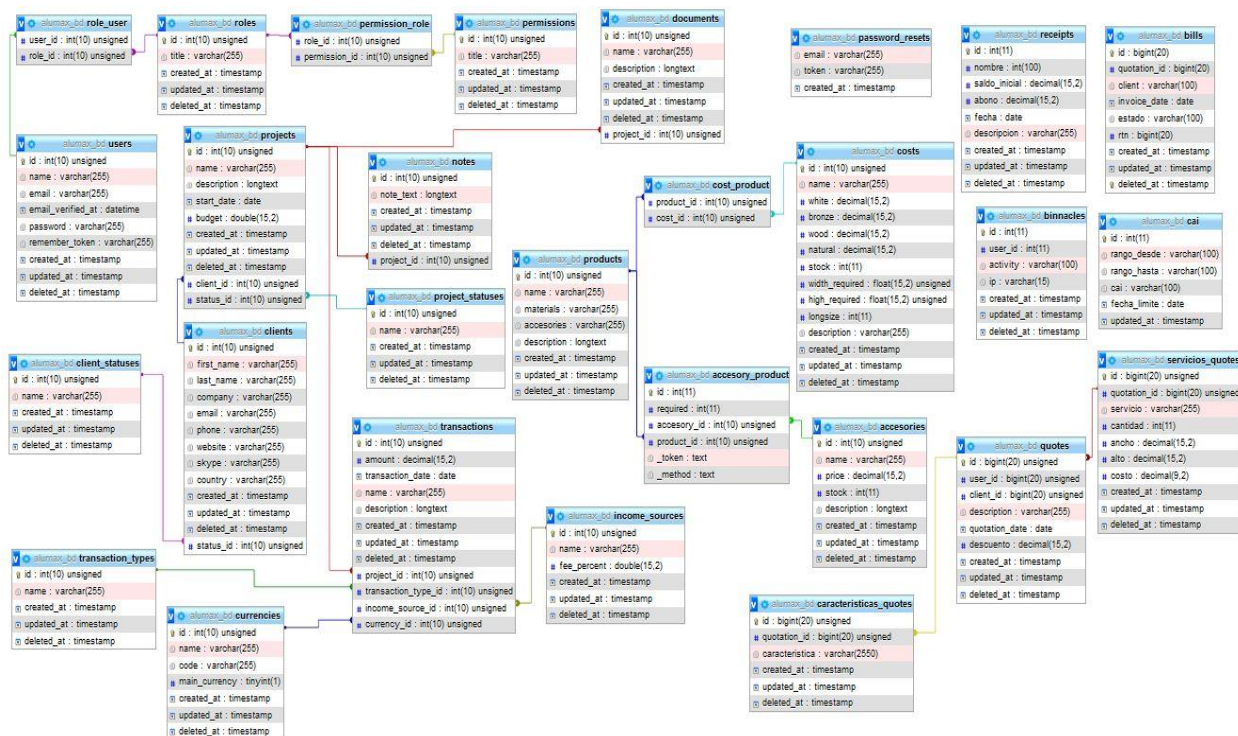 alumax_bd role_user
user_id : int(10) unsigned
role_id : int(10) unsigned
alumax_bd roles
id : int(10) unsigned
title : varchar(255)
created_at : timestamp
updated_at : timestamp
deleted_at : timestamp
alumax_bd permission_role
role_id : int(10) unsigned
permission_id : int(10) unsigned
alumax_bd permissions
id : int(10) unsigned
title : varchar(255)
created_at : timestamp
updated_at : timestamp
deleted_at : timestamp
alumax_bd documents
id : int(10) unsigned
name : varchar(255)
description : longtext
created_at : timestamp
updated_at : timestamp
deleted_at : timestamp
project_id : int(10) unsigned
alumax_bd password_resets
email : varchar(255)
token : varchar(255)
created_at : timestamp
alumax_bd receipts
id : int(11)
nombre : int(100)
saldo_inicial : decimal(15,2)
abono : decimal(15,2)
fecha : date
descripcion : varchar(255)
created_at : timestamp
updated_at : timestamp
deleted_at : timestamp
alumax_bd bills
id : bigint(20)
quotation_id : bigint(20)
client : varchar(100)
invoice_date : date
estado : varchar(100)
rtn : bigint(20)
created_at : timestamp
updated_at : timestamp
deleted_at : timestamp
alumax_bd users
id : int(10) unsigned
name : varchar(255)
email : varchar(255)
email_verified_at : datetime
password : varchar(255)
remember_token : varchar(255)
created_at : timestamp
updated_at : timestamp
deleted_at : timestamp
alumax_bd projects
id : int(10) unsigned
name : varchar(255)
description : longtext
start_date : date
budget : double(15,2)
created_at : timestamp
updated_at : timestamp
deleted_at : timestamp
client_id : int(10) unsigned
status_id : int(10) unsigned
alumax_bd notes
id : int(10) unsigned
note_text : longtext
created_at : timestamp
updated_at : timestamp
deleted_at : timestamp
project_id : int(10) unsigned
alumax_bd cost_product
product_id : int(10) unsigned
cost_id : int(10) unsigned
alumax_bd costs
id : int(10) unsigned
name : varchar(255)
white : decimal(15,2)
bronze : decimal(15,2)
wood : decimal(15,2)
natural : decimal(15,2)
stock : int(11)
width_required : float(15,2) unsigned
high_required : float(15,2) unsigned
longsize : int(11)
description : varchar(255)
created_at : timestamp
updated_at : timestamp
deleted_at : timestamp
alumax_bd binnacles
id : int(11)
user_id : int(11)
activity : varchar(100)
ip : varchar(15)
created_at : timestamp
updated_at : timestamp
deleted_at : timestamp
alumax_bd cai
id : int(11)
rango_desde : varchar(100)
rango_hasta : varchar(100)
cai : varchar(100)
fecha_limite : date
updated_at : timestamp
alumax_bd products
id : int(10) unsigned
name : varchar(255)
materials : varchar(255)
accesories : varchar(255)
description : longtext
created_at : timestamp
updated_at : timestamp
deleted_at : timestamp
alumax_bd project_statuses
id : int(10) unsigned
name : varchar(255)
created_at : timestamp
updated_at : timestamp
deleted_at : timestamp
alumax_bd clients
id : int(10) unsigned
first_name : varchar(255)
last_name : varchar(255)
company : varchar(255)
email : varchar(255)
phone : varchar(255)
website : varchar(255)
skype : varchar(255)
country : varchar(255)
created_at : timestamp
updated_at : timestamp
deleted_at : timestamp
status_id : int(10) unsigned
alumax_bd client_statuses
id : int(10) unsigned
name : varchar(255)
created_at : timestamp
updated_at : timestamp
deleted_at : timestamp
alumax_bd servicios_quotes
id : bigint(20) unsigned
quotation_id : bigint(20) unsigned
servicio : varchar(255)
cantidad : int(11)
ancho : decimal(15,2)
alto : decimal(15,2)
costo : decimal(9,2)
created_at : timestamp
updated_at : timestamp
deleted_at : timestamp
alumax_bd accesory_product
id : int(11)
required : int(11)
accesory_id : int(10) unsigned
product_id : int(10) unsigned
_token : text
_method : text
alumax_bd transactions
id : int(10) unsigned
amount : decimal(15,2)
transaction_date : date
name : varchar(255)
description : longtext
created_at : timestamp
updated_at : timestamp
deleted_at : timestamp
project_id : int(10) unsigned
transaction_type_id : int(10) unsigned
income_source_id : int(10) unsigned
currency_id : int(10) unsigned
alumax_bd accesories
id : int(10) unsigned
name : varchar(255)
price : decimal(15,2)
stock : int(11)
description : longtext
created_at : timestamp
updated_at : timestamp
deleted_at : timestamp
alumax_bd quotes
id : bigint(20) unsigned
user_id : bigint(20) unsigned
client_id : bigint(20) unsigned
description : varchar(255)
quotation_date : date
descuento : decimal(15,2)
created_at : timestamp
updated_at : timestamp
deleted_at : timestamp
alumax_bd income_sources
id : int(10) unsigned
name : varchar(255)
fee_percent : double(15,2)
created_at : timestamp
updated_at : timestamp
deleted_at : timestamp
alumax_bd transaction_types
id : int(10) unsigned
name : varchar(255)
created_at : timestamp
updated_at : timestamp
deleted_at : timestamp
alumax_bd currencies
id : int(10) unsigned
name : varchar(255)
code : varchar(255)
main_currency : tinyint(1)
created_at : timestamp
updated_at : timestamp
deleted_at : timestamp
alumax_bd caracteristicas_quotes
id : bigint(20) unsigned
quotation_id : bigint(20) unsigned
caracteristica : varchar(2550)
created_at : timestamp
updated_at : timestamp
deleted_at : timestamp